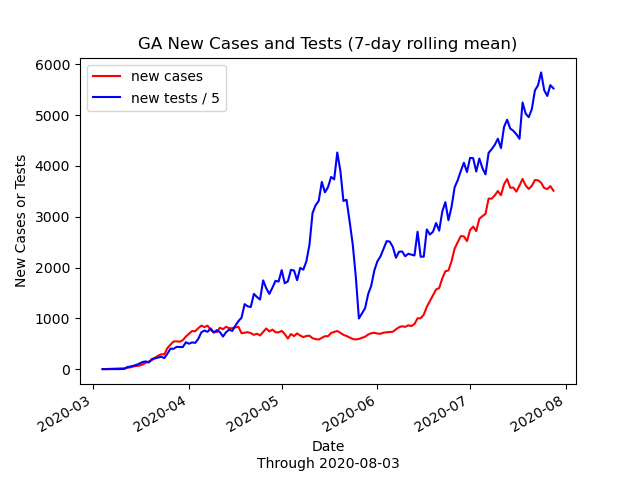 GA New Cases and Tests (7-day rolling mean)
new cases
new tests / 5
New Cases or Tests
6000
5000
4000
3000
2000
1000
0
2020-03
2020-04
2020-05
2020-06
2020-07
2020-08
Date
Through 2020-08-03